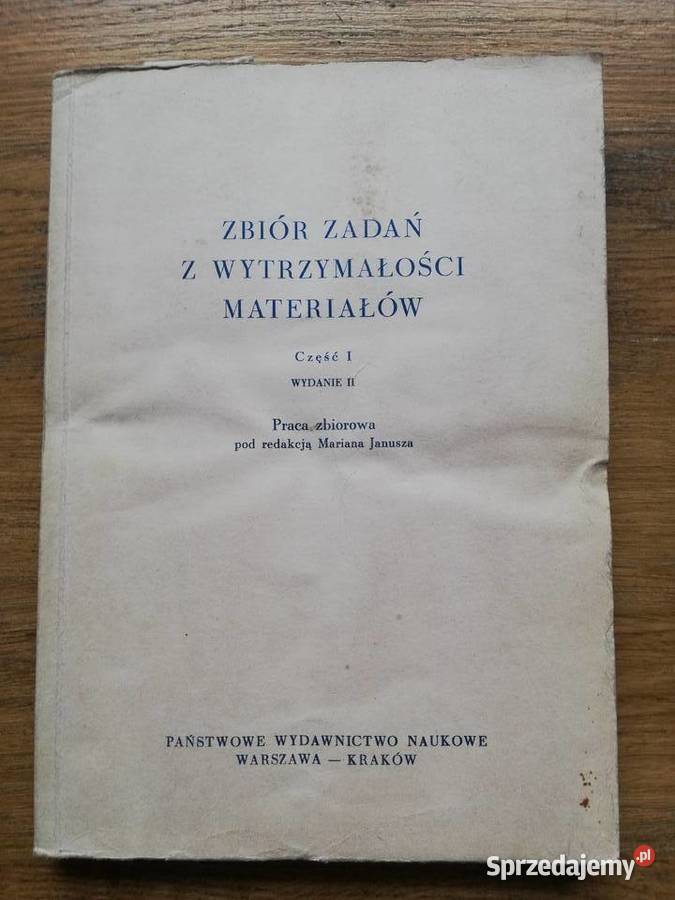 ZBIÓR ZADAŃ
Z WYTRZYMAŁOŚCI
MATERIAŁÓW
Część I
WYDANIE II
Praca zbiorowa
pod redakcją Mariana Janusza
PAŃSTWOWE WYDAWNICTWO NAUKOWE
WARSZAWA — KRAKÓW
Sprzedajemy.pl